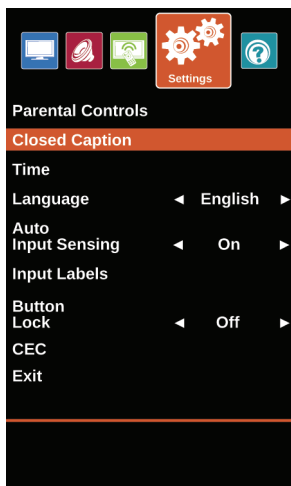 Settings
Parental Controls
Closed Caption
Time
Language ◄ English ►
Auto
Input Sensing ◄ On ►
Input Labels
Button
Lock ◄ Off ►
CEC
Exit